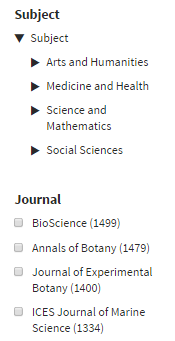 Subject
Subject
Arts and Humanities
Medicine and Health
Science and
Mathematics
Social Sciences
Journal
BioScience (1499)
Annals of Botany (1479)
Journal of Experimental
Botany (1400)
ICES Journal of Marine
Science (1334)